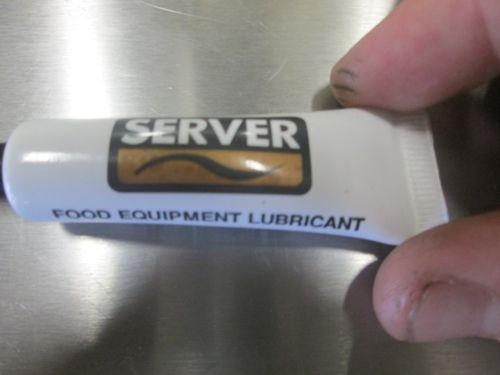 SERVER
FOOD EQUIPMENT LUBRICANT